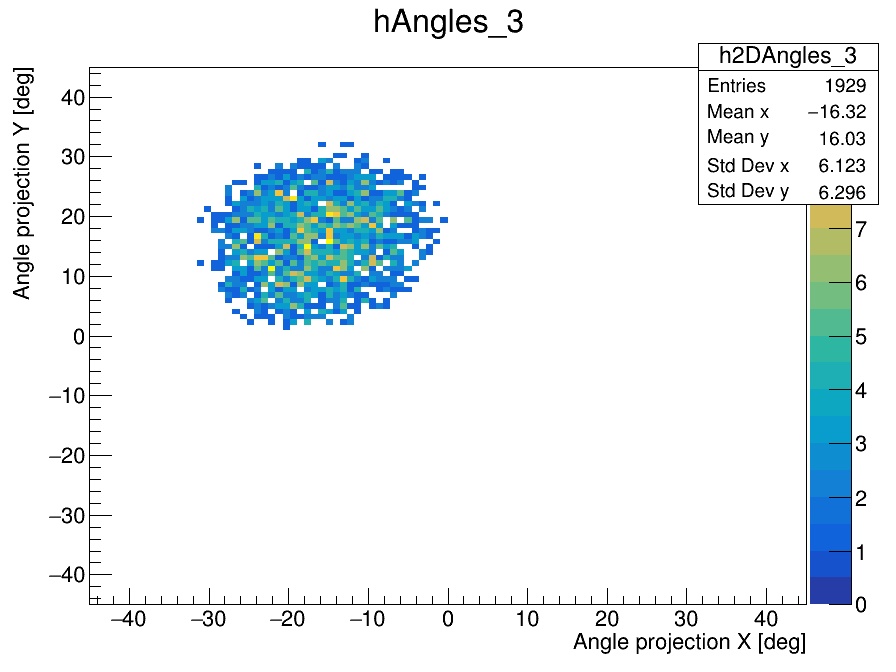 hAngles_3
h2DAngles_3
Entries 1929
Mean x −16.32
Mean y 16.03
Std Dev x 6.123
Std Dev y 6.296
Angle projection Y [deg]
40
30
20
10
0
−10
−20
−30
−40
−40 −30 −20 −10 0 10 20 30 40
Angle projection X [deg]
7
6
5
4
3
2
1
0